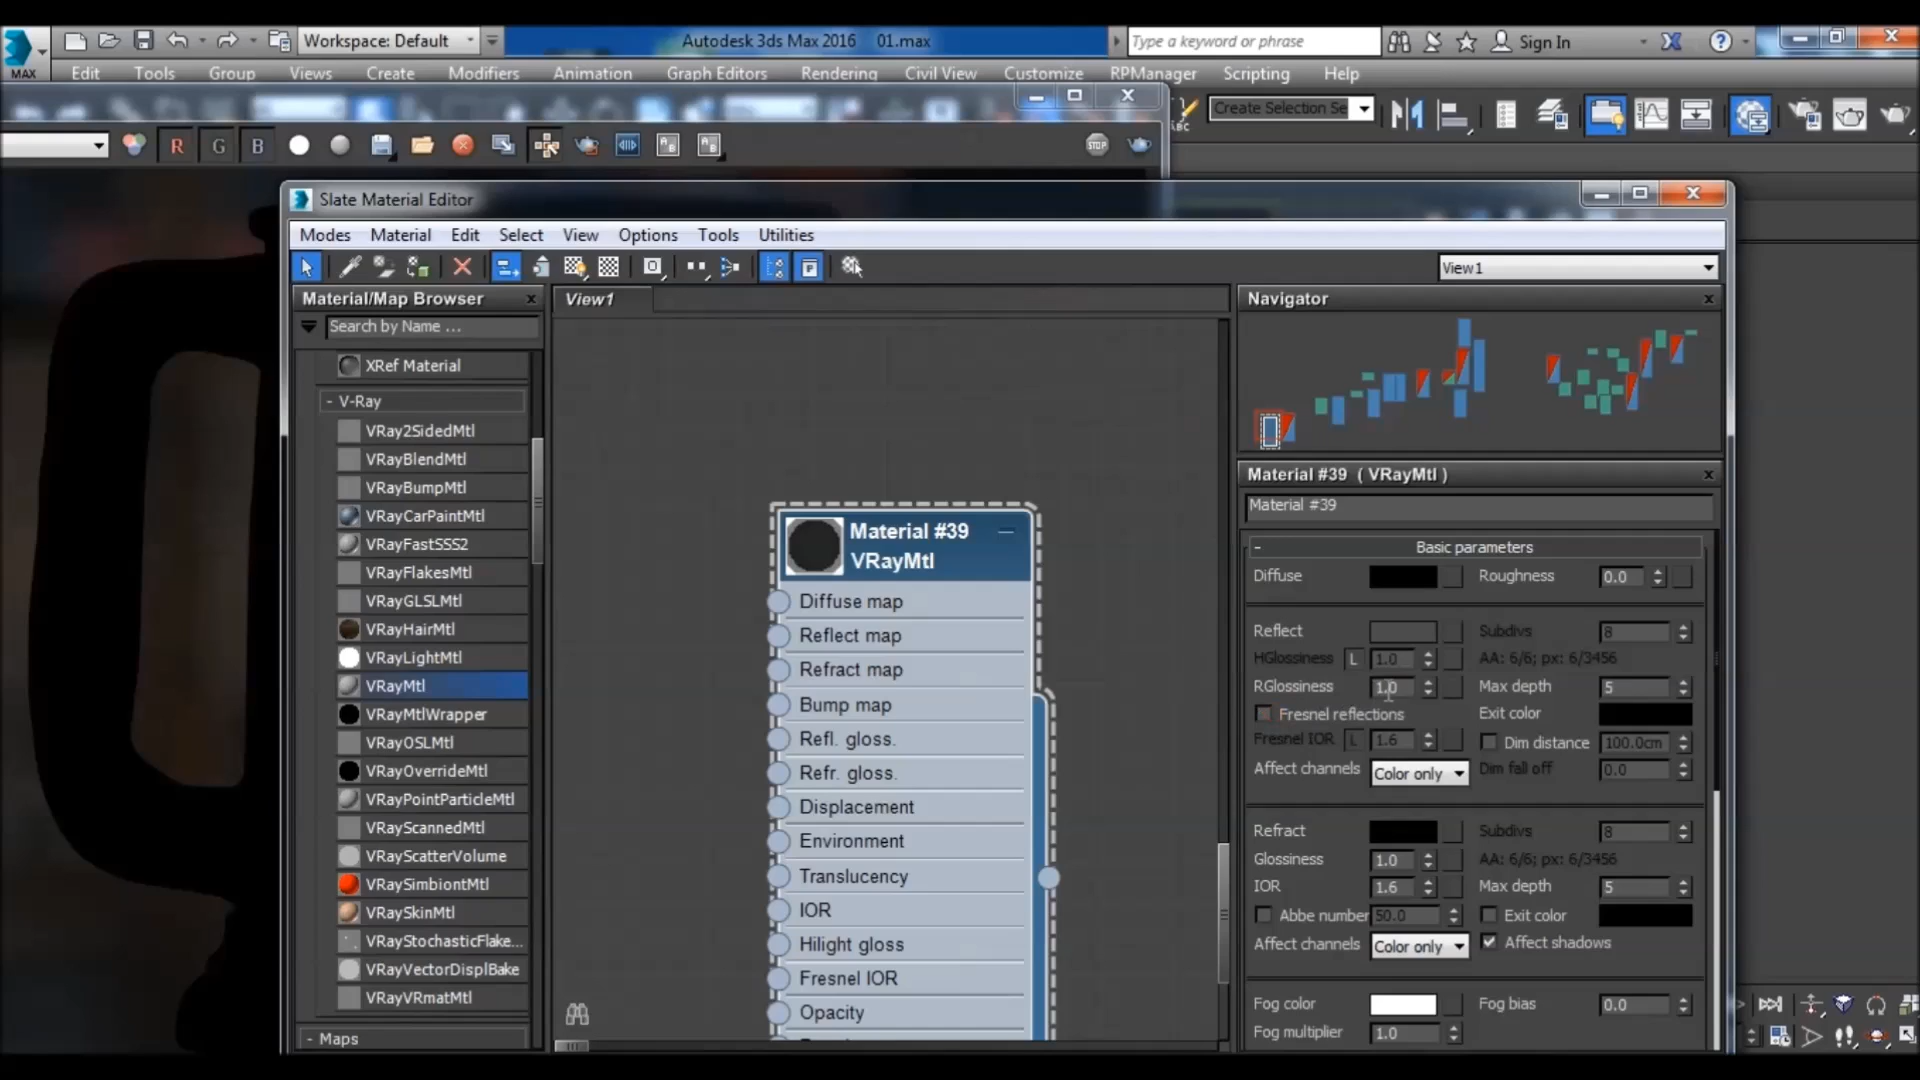 Workspace: Default
Autodesk 3ds Max 2016 01.max
Type a keyword or phrase
Sign In
MAX
Edit Tools Group Views Create Modifiers Animation Graph Editors Rendering Civil View Customize RPManager Scripting Help
ABC
Create Selection Se
R G B
STOP
Slate Material Editor
Modes Material Edit Select View Options Tools Utilities
View1
Material/Map Browser
View1
Navigator
Search by Name ...
XRef Material
- V-Ray
VRay2SidedMtl
VRayBlendMtl
VRayBumpMtl
VRayCarPaintMtl
VRayFastSSS2
VRayFlakesMtl
VRayGLSLMtl
VRayHairMtl
VRayLightMtl
VRayMtl
VRayMtlWrapper
VRayOSLMtl
VRayOverrideMtl
VRayPointParticleMtl
VRayScannedMtl
VRayScatterVolume
VRaySimbiontMtl
VRaySkinMtl
VRayStochasticFlake...
VRayVectorDisplBake
VRayVRmatMtl
- Maps
Material #39
VRayMtl
Diffuse map
Reflect map
Refract map
Bump map
Refl. gloss.
Refr. gloss.
Displacement
Environment
Translucency
IOR
Hilight gloss
Fresnel IOR
Opacity
Material #39 ( VRayMtl )
Material #39
- Basic parameters
Diffuse Roughness 0.0
Reflect Subdivs 8
HGlossiness L 1.0 AA: 6/6; px: 6/3456
RGlossiness 1.0 Max depth 5
Fresnel reflections Exit color
Fresnel IOR L 1.6 Dim distance 100.0cm
Affect channels Color only Dim fall off 0.0
Refract Subdivs 8
Glossiness 1.0 AA: 6/6; px: 6/3456
IOR 1.6 Max depth 5
Abbe number 50.0 Exit color
Affect channels Color only Affect shadows
Fog color Fog bias 0.0
Fog multiplier 1.0